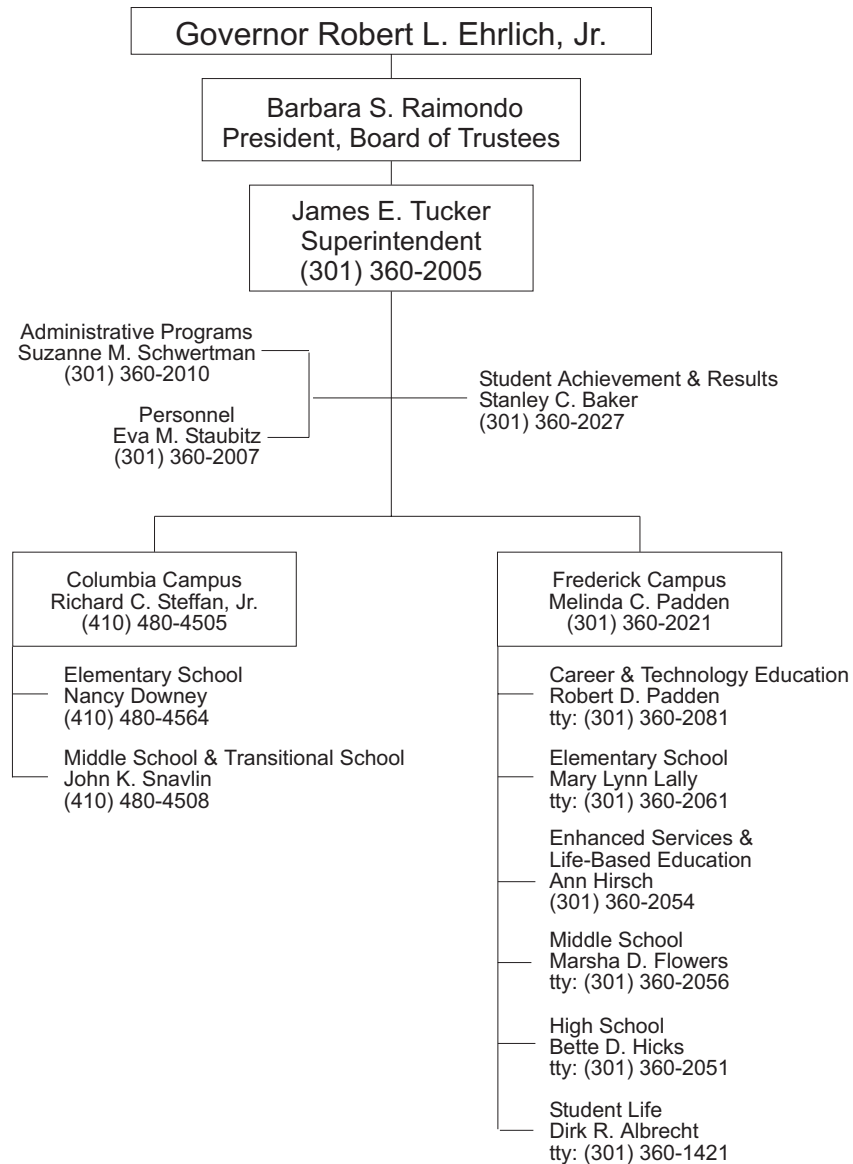 Governor Robert L. Ehrlich, Jr.
Barbara S. Raimondo
President, Board of Trustees
James E. Tucker
Superintendent
(301) 360-2005
Administrative Programs
Suzanne M. Schwertman
(301) 360-2010
Personnel
Eva M. Staubitz
(301) 360-2007
Student Achievement & Results
Stanley C. Baker
(301) 360-2027
Columbia Campus
Richard C. Steffan, Jr.
(410) 480-4505
Elementary School
Nancy Downey
(410) 480-4564
Middle School & Transitional School
John K. Snavlin
(410) 480-4508
Frederick Campus
Melinda C. Padden
(301) 360-2021
Career & Technology Education
Robert D. Padden
tty: (301) 360-2081
Elementary School
Mary Lynn Lally
tty: (301) 360-2061
Enhanced Services &
Life-Based Education
Ann Hirsch
(301) 360-2054
Middle School
Marsha D. Flowers
tty: (301) 360-2056
High School
Bette D. Hicks
tty: (301) 360-2051
Student Life
Dirk R. Albrecht
tty: (301) 360-1421